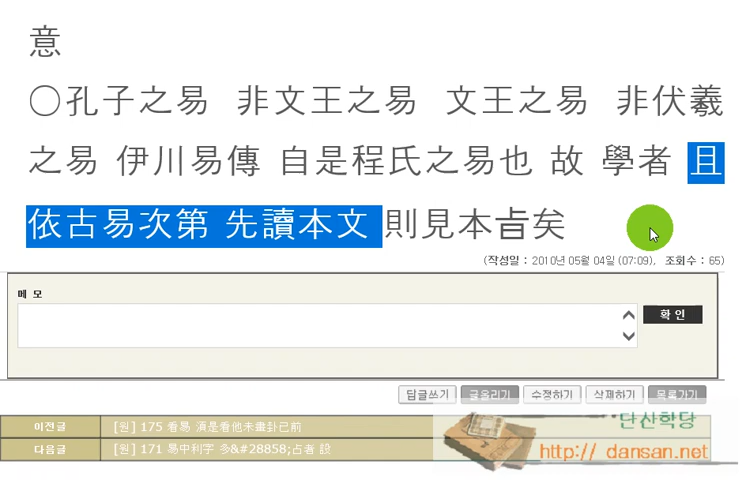 意
〇孔子之易 非文王之易 文王之易 非伏羲
之易 伊川易傳 自是程氏之易也 故 學者 且
依古易次第 先讀本文 則見本㫖矣
(작성일 : 2010년 05월 04일 (07:09), 조회수 : 65)
메 모
확 인
답글쓰기 글올리기 수정하기 삭제하기 목록가기
이전글 [원] 175 看易 須是看他未畫卦已前
다음글 [원] 171 易中利字 多&#28858;占者 設
단산학당
http:// dansan.net